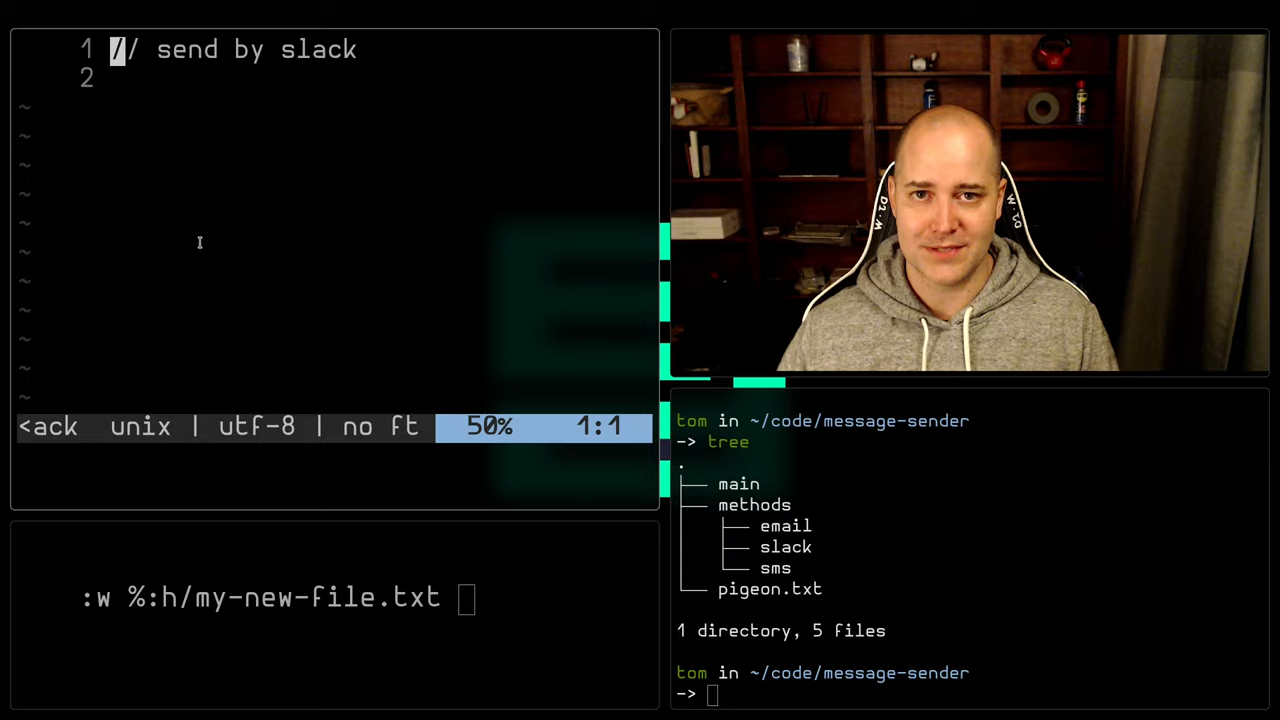 1 // send by slack
2
~
~
~
~
~
~
~
~
~
~
~
<ack unix | utf-8 | no ft 50% 1:1
:w %:h/my-new-file.txt
tom in ~/code/message-sender
-> tree
.
├── main
├── methods
│   ├── email
│   ├── slack
│   └── sms
└── pigeon.txt
1 directory, 5 files
tom in ~/code/message-sender
->